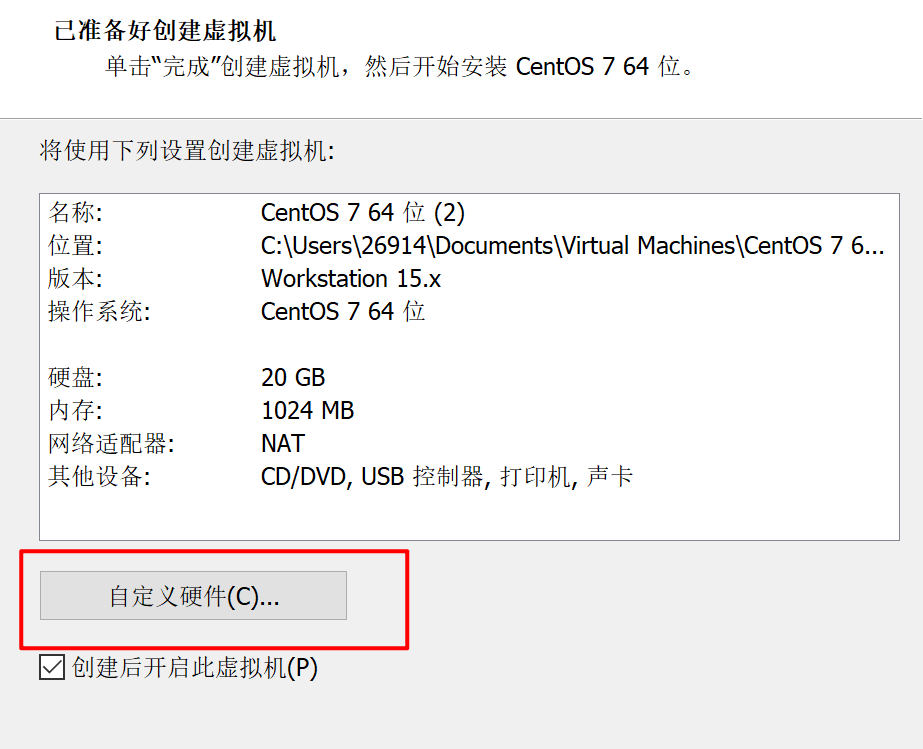 已准备好创建虚拟机
单击“完成”创建虚拟机，然后开始安装 CentOS 7 64 位。
将使用下列设置创建虚拟机:
名称: CentOS 7 64 位 (2)
位置: C:\Users\26914\Documents\Virtual Machines\CentOS 7 6...
版本: Workstation 15.x
操作系统: CentOS 7 64 位
硬盘: 20 GB
内存: 1024 MB
网络适配器: NAT
其他设备: CD/DVD, USB 控制器, 打印机, 声卡
自定义硬件(C)...
创建后开启此虚拟机(P)